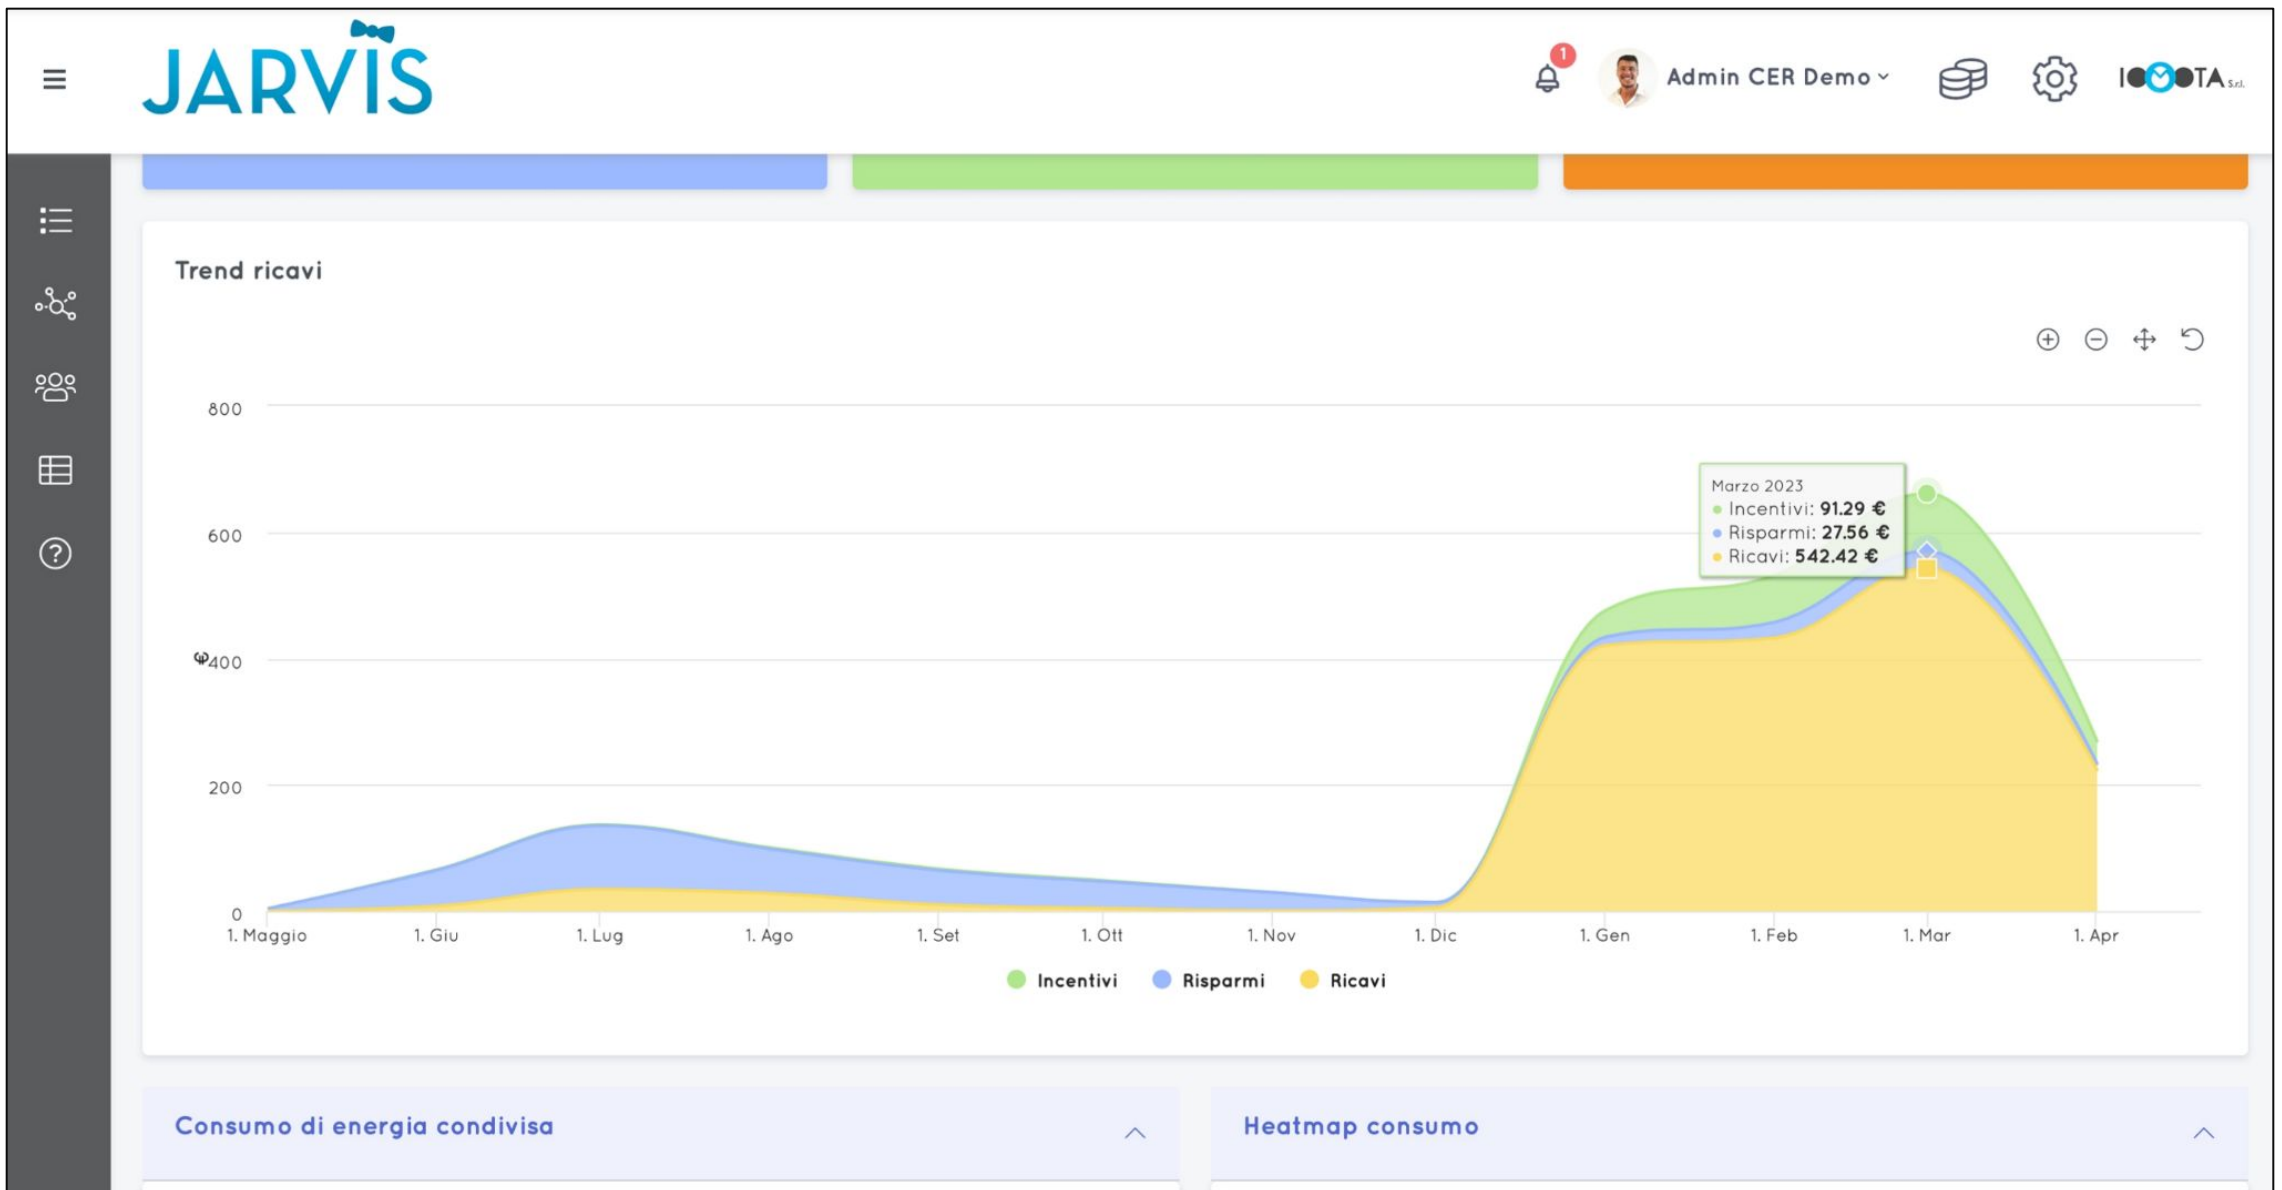 JARVIS
1
Admin CER Demo
IOOOTA S.r.l.
Trend ricavi
800
Marzo 2023
Incentivi: 91.29 €
Risparmi: 27.56 €
Ricavi: 542.42 €
600
€
400
200
0
1. Maggio 1. Giu 1. Lug 1. Ago 1. Set 1. Ott 1. Nov 1. Dic 1. Gen 1. Feb 1. Mar 1. Apr
Incentivi Risparmi Ricavi
Consumo di energia condivisa
Heatmap consumo